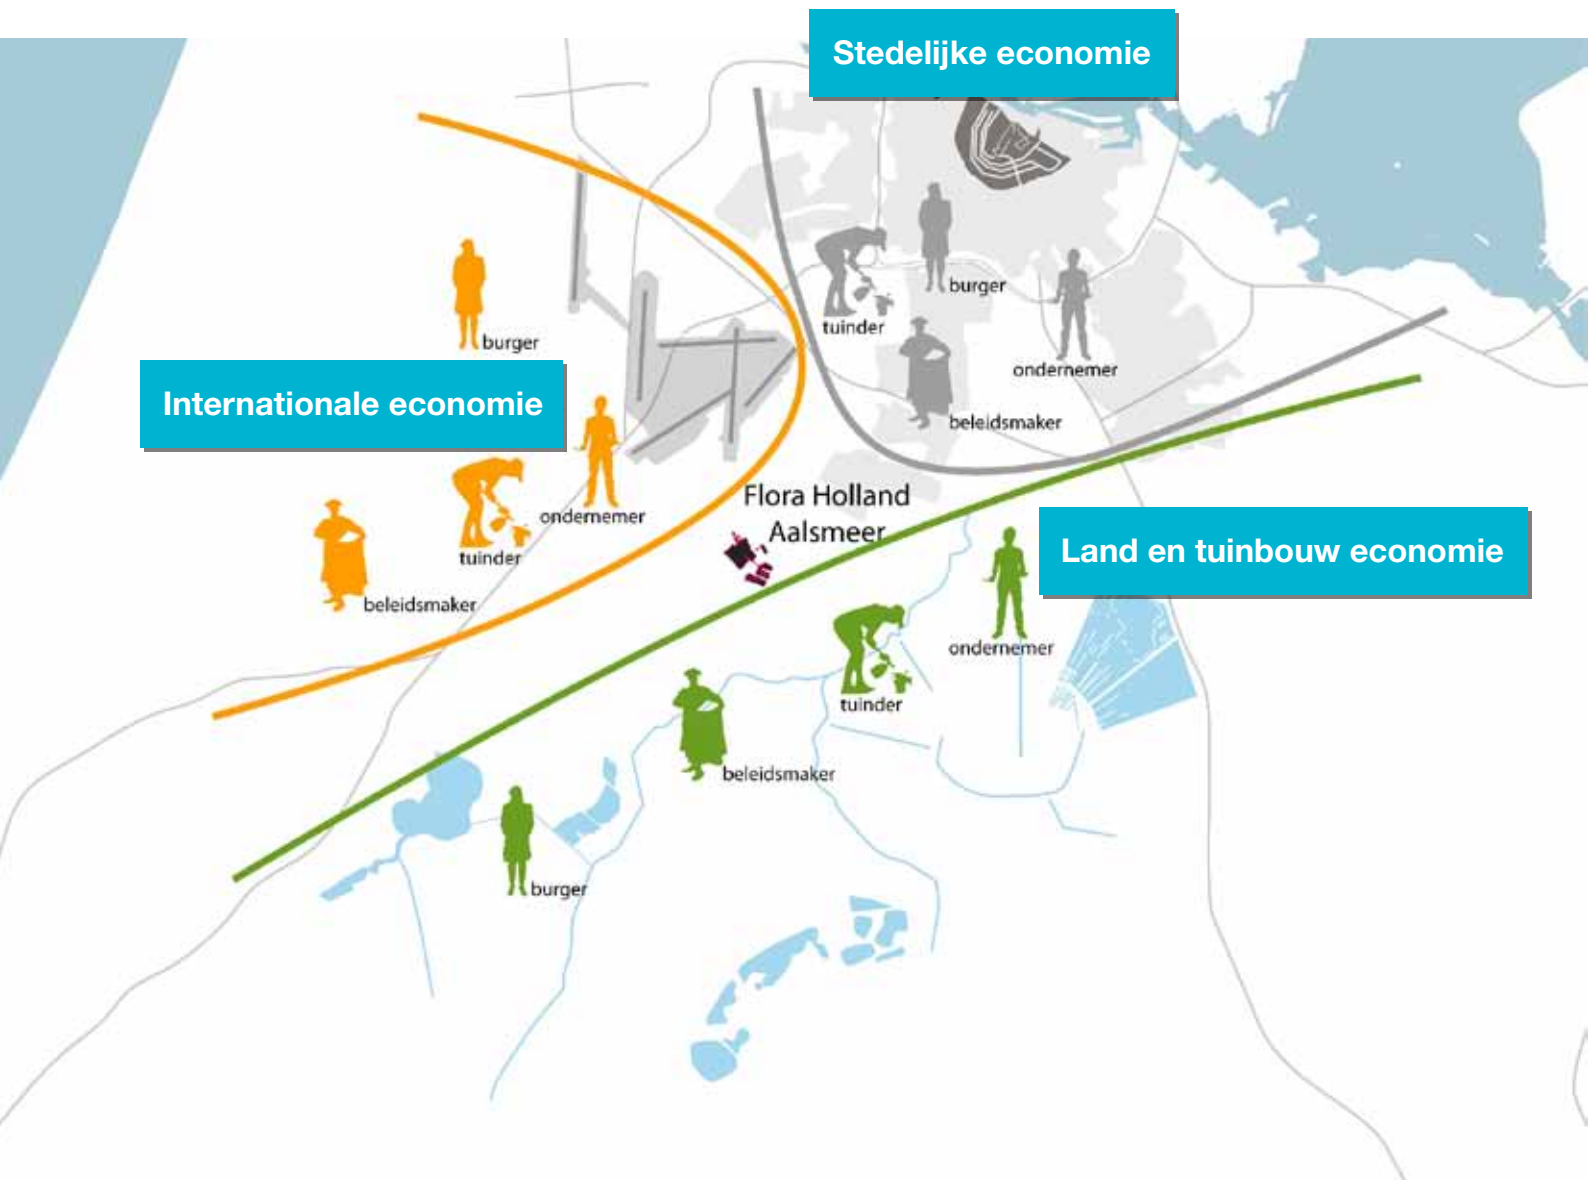 Stedelijke economie
burger
tuinder
ondernemer
beleidsmaker
burger
Internationale economie
ondernemer
tuinder
beleidsmaker
Flora Holland
Aalsmeer
Land en tuinbouw economie
ondernemer
tuinder
beleidsmaker
burger